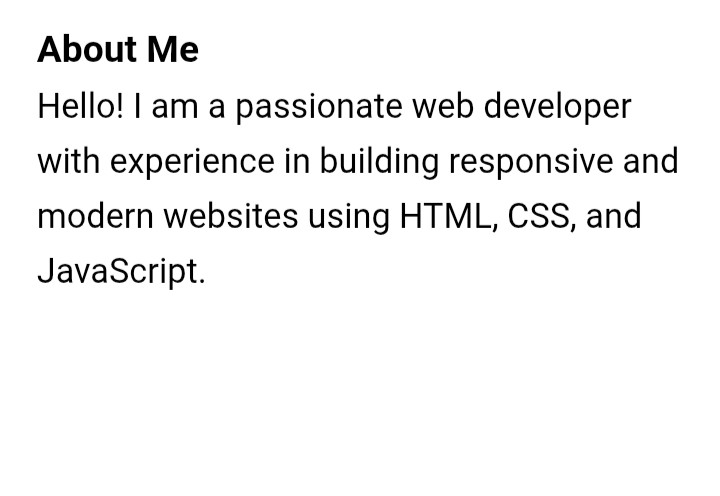 About Me
Hello! I am a passionate web developer
with experience in building responsive and
modern websites using HTML, CSS, and
JavaScript.